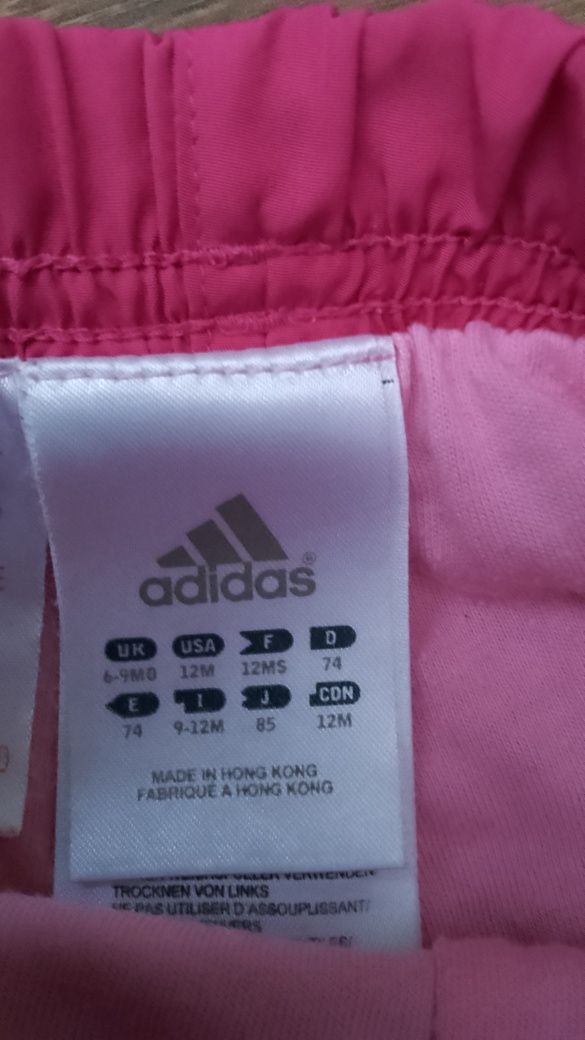 adidas®
UK USA F D
6-9M0 12M 12MS 74
E I J CDN
74 9-12M 85 12M
MADE IN HONG KONG
FABRIQUE A HONG KONG
TROCKNEN VON LINKS
NE PAS UTILISER D'ASSOUPLISSANT/